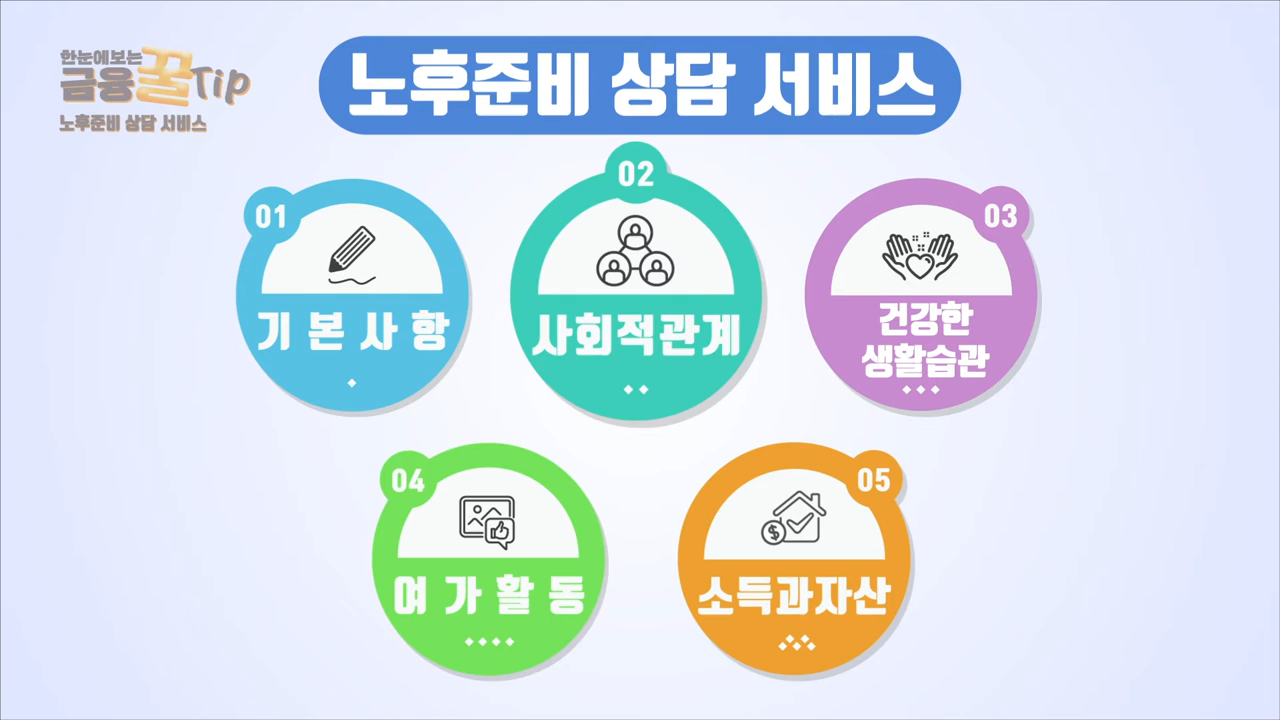 한눈에보는
금융꿀Tip
노후준비 상담 서비스
노후준비 상담 서비스
01
기본사항
02
사회적관계
03
건강한
생활습관
04
여가활동
05
소득과자산